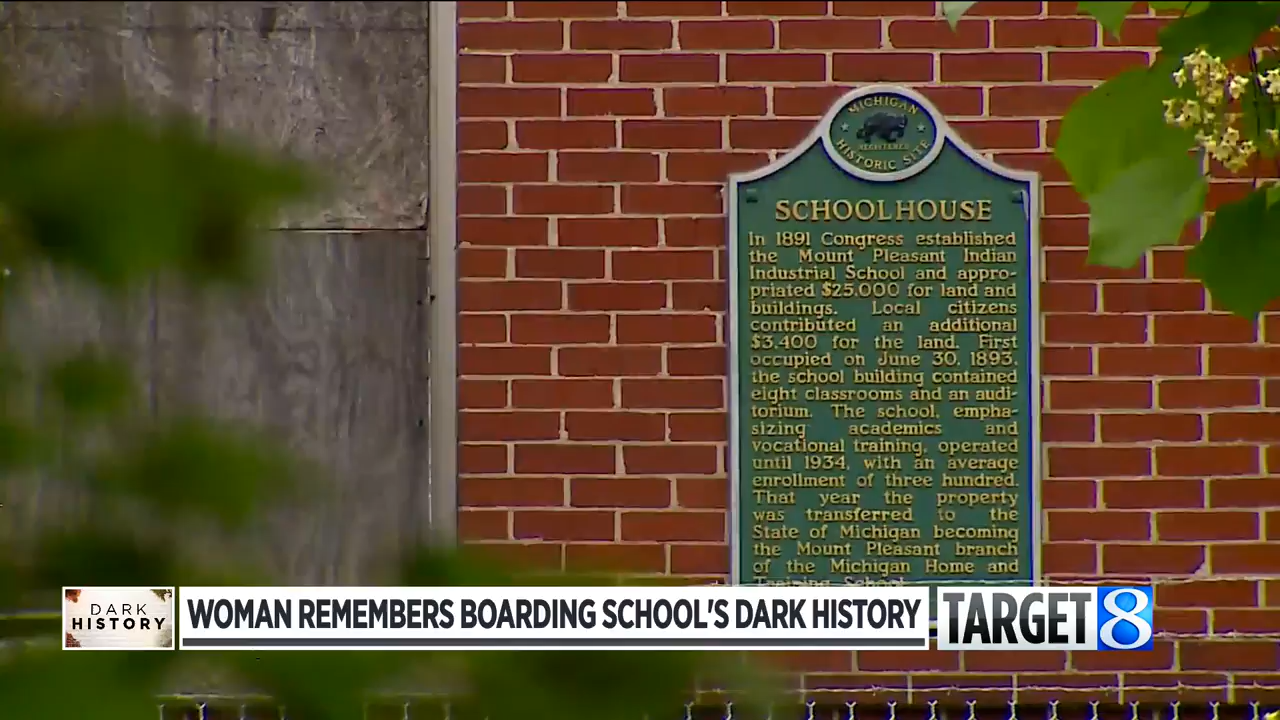 MICHIGAN
REGISTERED
HISTORIC SITE
SCHOOLHOUSE
In 1891 Congress established
the Mount Pleasant Indian
Industrial School and appro-
priated $25,000 for land and
buildings. Local citizens
contributed an additional
$3,400 for the land. First
occupied on June 30, 1893,
the school building contained
eight classrooms and an audi-
torium. The school, empha-
sizing academics and
vocational training, operated
until 1934, with an average
enrollment of three hundred.
That year the property
was transferred to the
State of Michigan becoming
the Mount Pleasant branch
of the Michigan Home and
Training School
DARK
HISTORY
WOMAN REMEMBERS BOARDING SCHOOL'S DARK HISTORY
TARGET 8